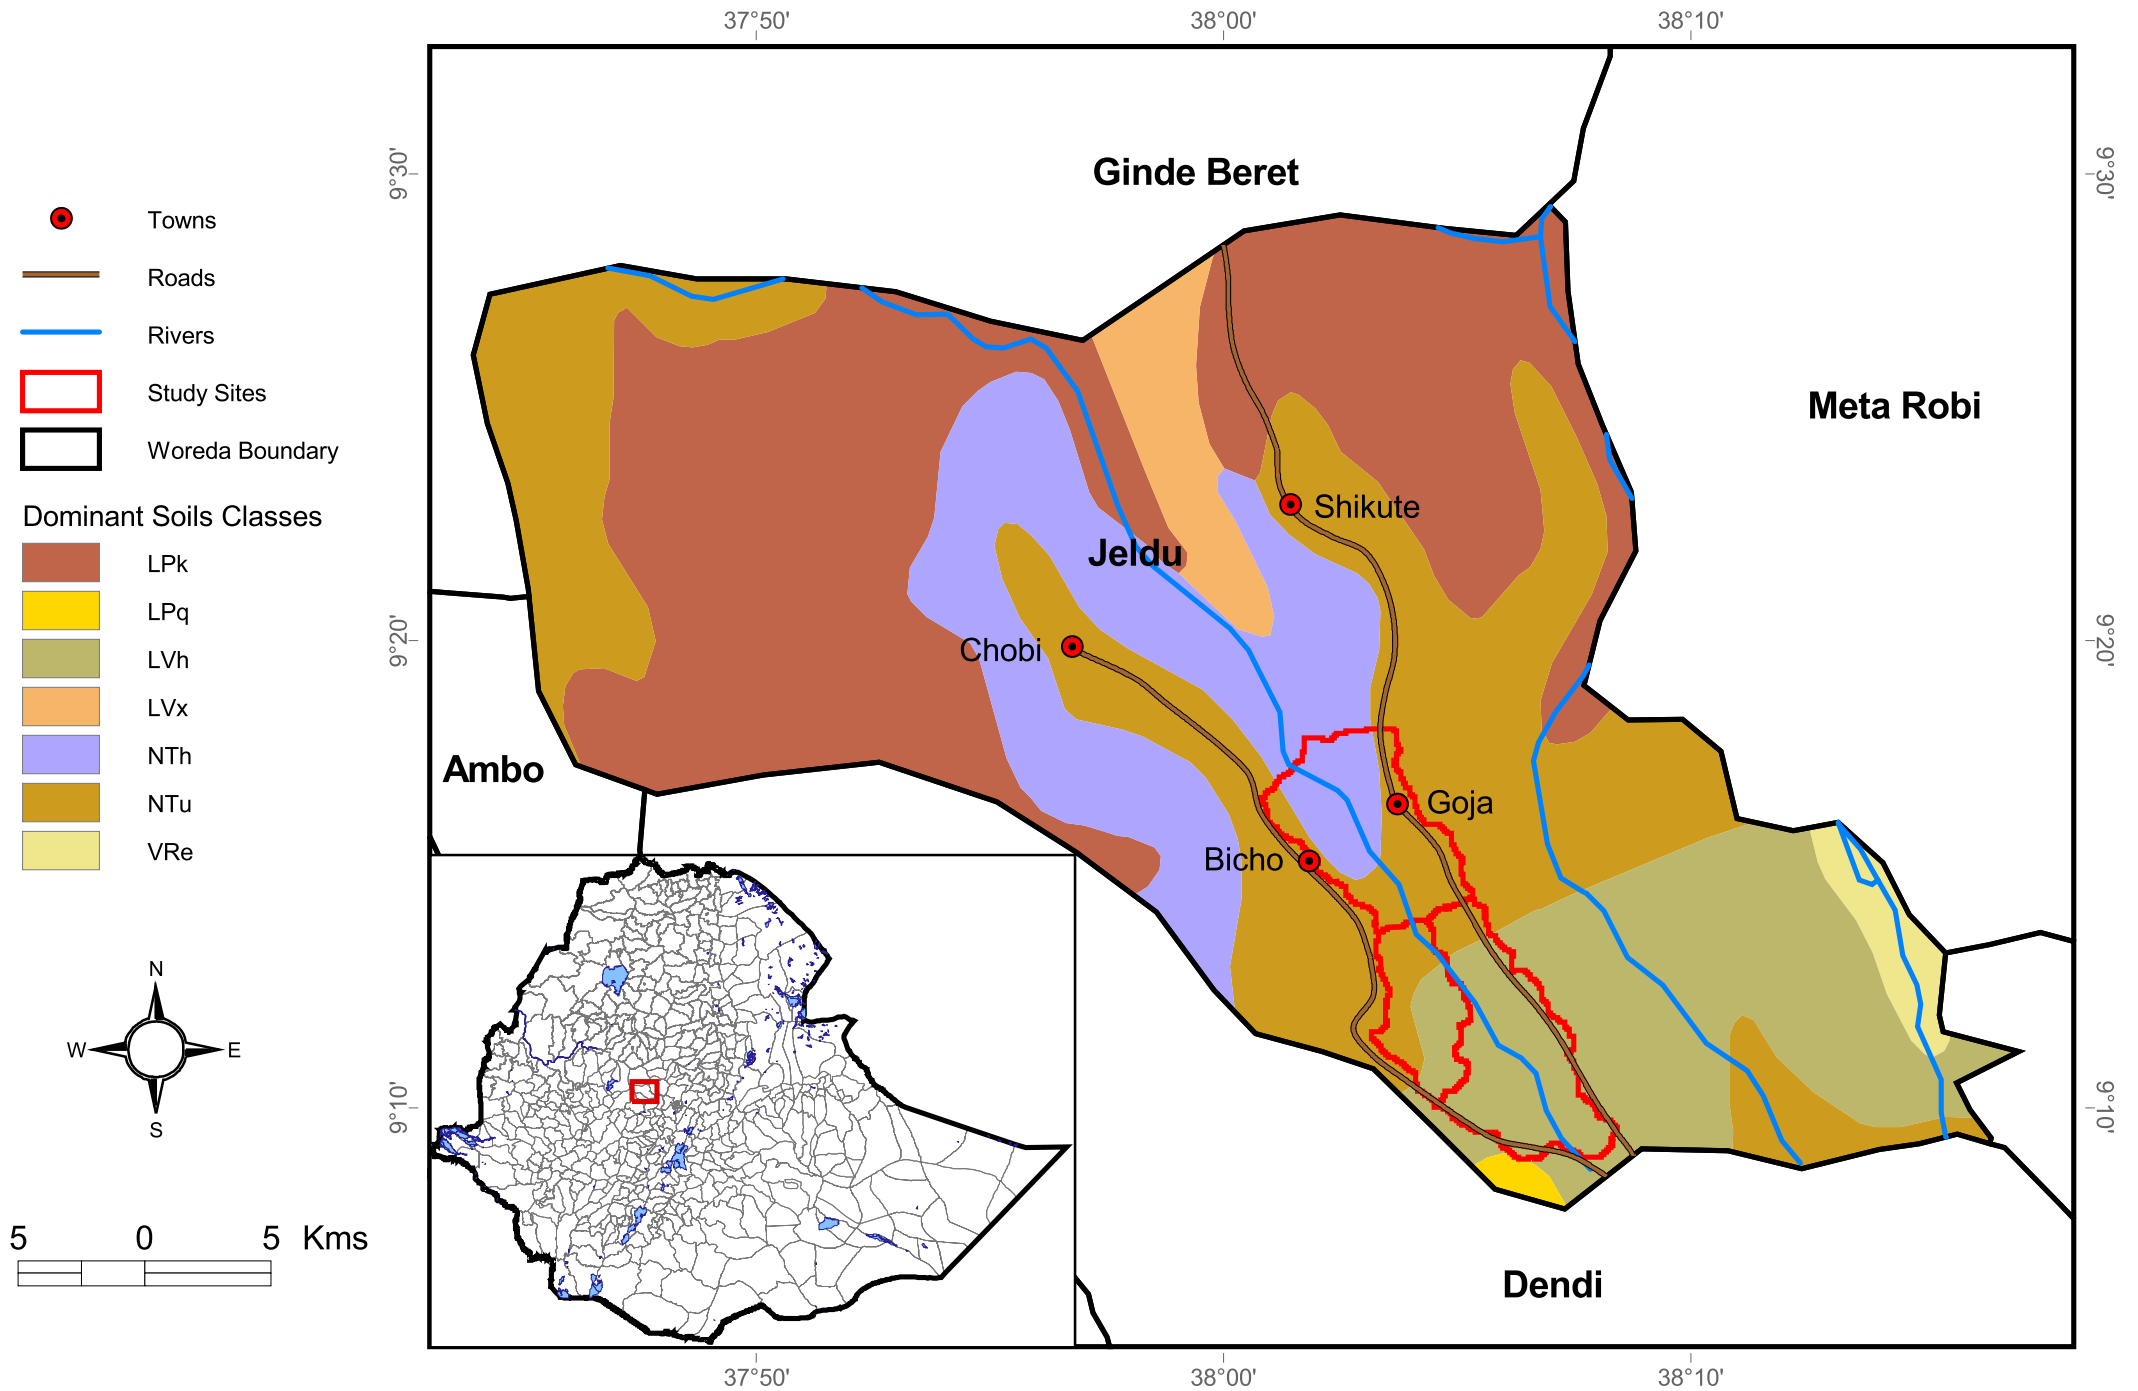 37°50' 38°00' 38°10'
9°30' 9°30'
Ginde Beret
Towns
Roads
Rivers
Study Sites
Woreda Boundary
Meta Robi
Dominant Soils Classes
LPk
LPq
LVh
LVx
NTh
NTu
VRe
Shikute
Jeldu
9°20' 9°20'
Chobi
Ambo
Goja
Bicho
N
W E
S
9°10' 9°10'
5 0 5 Kms
Dendi
37°50' 38°00' 38°10'